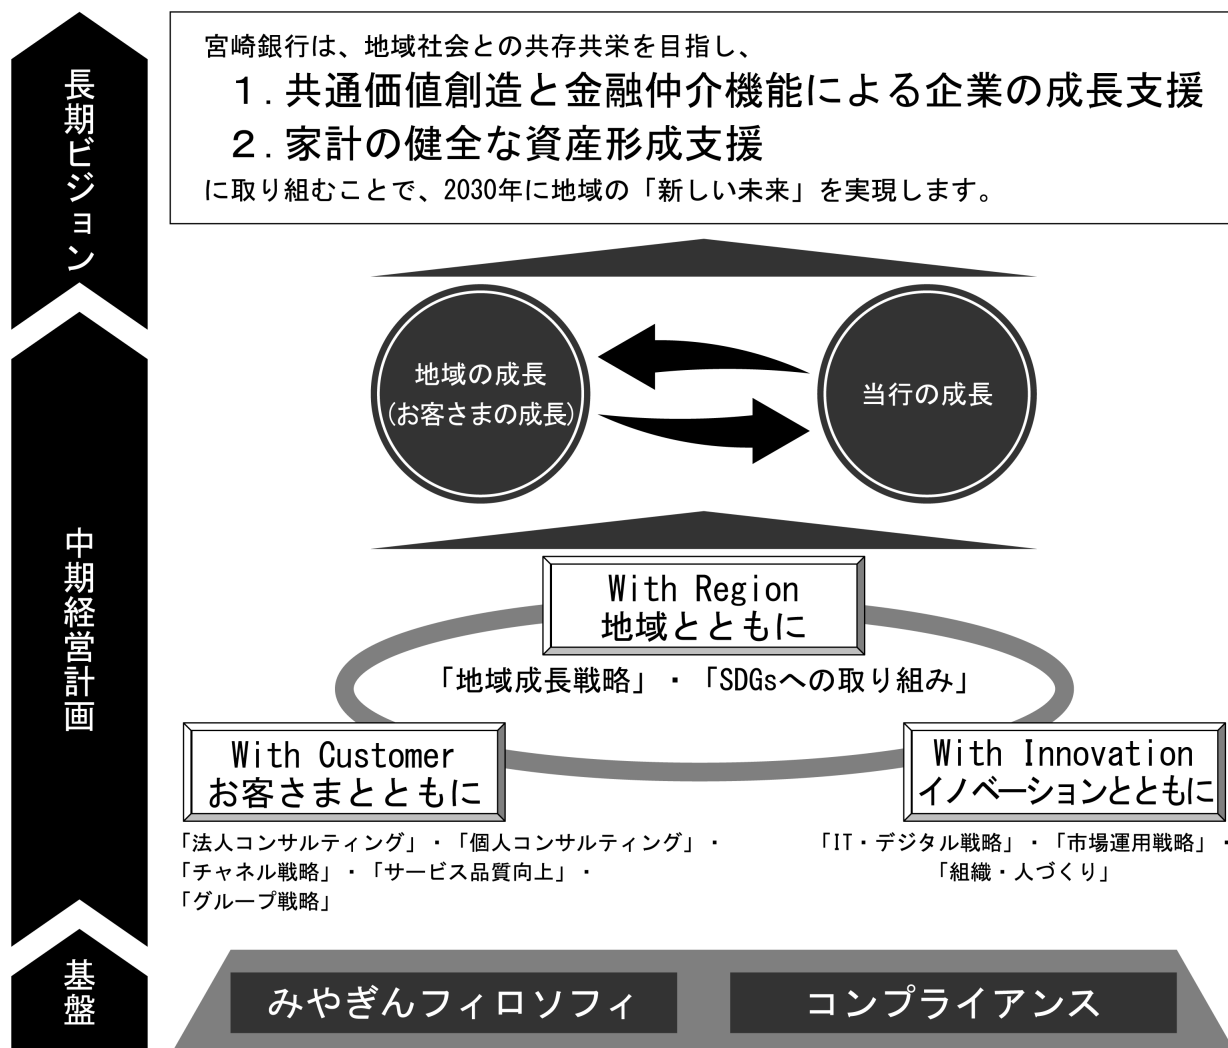 長期ビジョン
宮崎銀行は、地域社会との共存共栄を目指し、
１．共通価値創造と金融仲介機能による企業の成長支援
２．家計の健全な資産形成支援
に取り組むことで、2030年に地域の「新しい未来」を実現します。
地域の成長
(お客さまの成長)
当行の成長
中期経営計画
With Region
地域とともに
「地域成長戦略」・「SDGsへの取り組み」
With Customer
お客さまとともに
「法人コンサルティング」・「個人コンサルティング」・
「チャネル戦略」・「サービス品質向上」・
「グループ戦略」
With Innovation
イノベーションとともに
「IT・デジタル戦略」・「市場運用戦略」・
「組織・人づくり」
基盤
みやぎんフィロソフィ
コンプライアンス